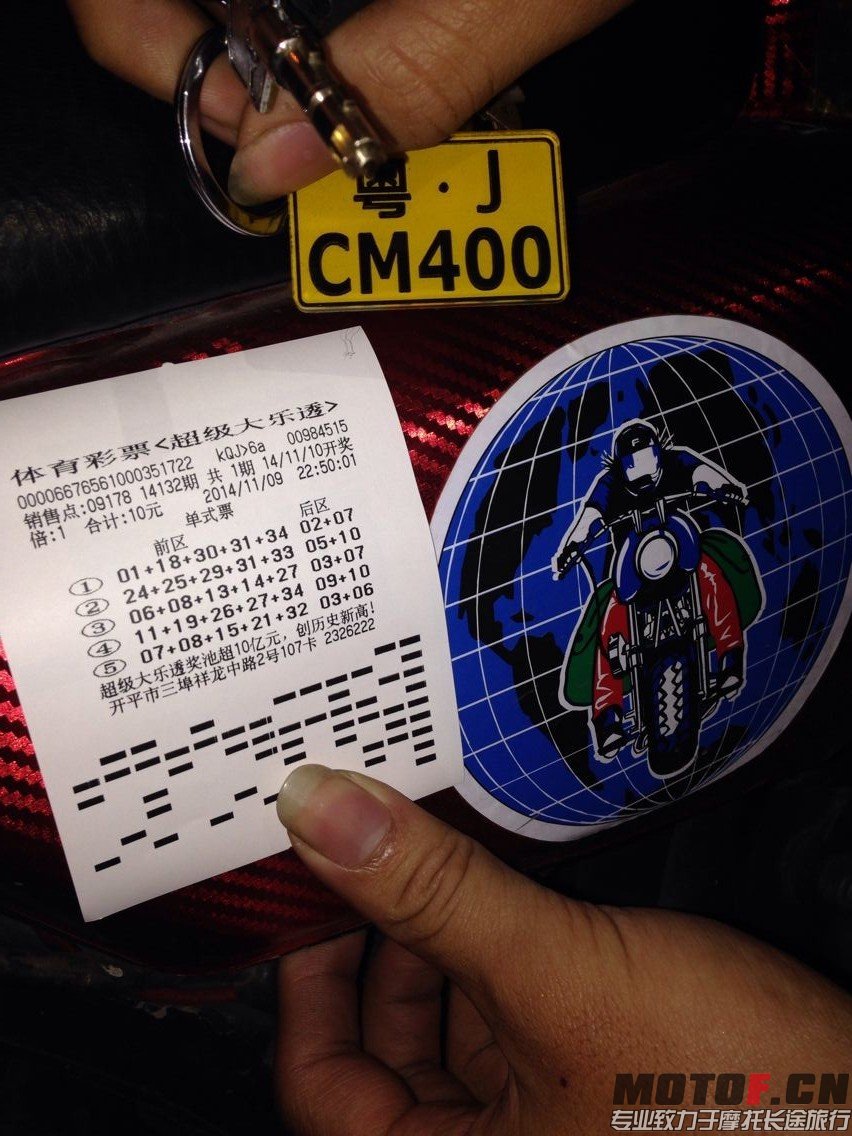 粤·J
CM400
体育彩票<超级大乐透>
00006676561000351722 kQJ>6a 00984515
销售点:09178 14132期 共 1期 14/11/10开奖
倍:1 合计:10元 2014/11/09 22:50:01
单式票
前区 后区
① 01+18+30+31+34 02+07
② 24+25+29+31+33 05+10
③ 06+08+13+14+27 03+07
④ 11+19+26+27+34 09+10
⑤ 07+08+15+21+32 03+06
超级大乐透奖池超10亿元，创历史新高!
开平市三埠祥龙中路2号107卡 2326222
MOTOF.CN
专业致力于摩托长途旅行